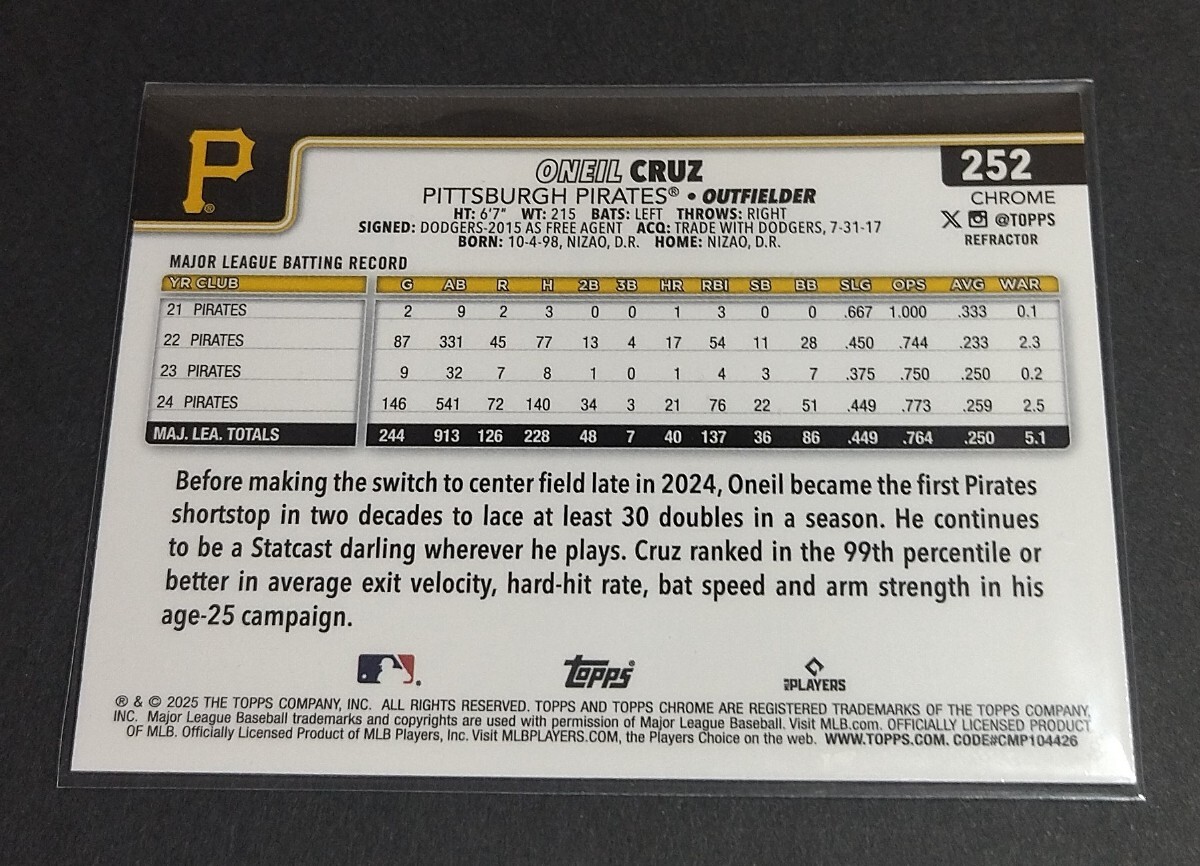 P®
ONEIL CRUZ
252
PITTSBURGH PIRATES® • OUTFIELDER
CHROME
HT: 6'7" WT: 215 BATS: LEFT THROWS: RIGHT
X @TOPPS
SIGNED: DODGERS-2015 AS FREE AGENT ACQ: TRADE WITH DODGERS, 7-31-17
REFRACTOR
BORN: 10-4-98, NIZAO, D.R. HOME: NIZAO, D.R.
MAJOR LEAGUE BATTING RECORD
YR CLUB G AB R H 2B 3B HR RBI SB BB SLG OPS AVG WAR
21 PIRATES 2 9 2 3 0 0 1 3 0 0 .667 1.000 .333 0.1
22 PIRATES 87 331 45 77 13 4 17 54 11 28 .450 .744 .233 2.3
23 PIRATES 9 32 7 8 1 0 1 4 3 7 .375 .750 .250 0.2
24 PIRATES 146 541 72 140 34 3 21 76 22 51 .449 .773 .259 2.5
MAJ. LEA. TOTALS 244 913 126 228 48 7 40 137 36 86 .449 .764 .250 5.1
Before making the switch to center field late in 2024, Oneil became the first Pirates
shortstop in two decades to lace at least 30 doubles in a season. He continues
to be a Statcast darling wherever he plays. Cruz ranked in the 99th percentile or
better in average exit velocity, hard-hit rate, bat speed and arm strength in his
age-25 campaign.
topps®
MLBPLAYERS
® & © 2025 THE TOPPS COMPANY, INC. ALL RIGHTS RESERVED. TOPPS AND TOPPS CHROME ARE REGISTERED TRADEMARKS OF THE TOPPS COMPANY,
INC. Major League Baseball trademarks and copyrights are used with permission of Major League Baseball. Visit MLB.com. OFFICIALLY LICENSED PRODUCT
OF MLB. Officially Licensed Product of MLB Players, Inc. Visit MLBPLAYERS.COM, the Players Choice on the web. WWW.TOPPS.COM. CODE#CMP104426